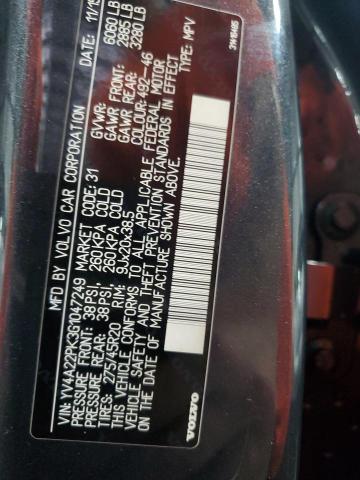 MFD BY VOLVO CAR CORPORATION DATE: 11/15
VIN: YV4A22PK3G1047249 MARKET CODE: 31 GVWR: 6060 LB
PRESSURE FRONT: 38PSI, 260KPA COLD GAWR FRONT: 2885 LB
PRESSURE REAR: 38PSI, 260KPA COLD GAWR REAR: 3280 LB
TIRES: 275/45R20 RIM: 9Jx20x38.5 COLOUR: 492--46
THIS VEHICLE CONFORMS TO ALL APPLICABLE FEDERAL MOTOR
VEHICLE SAFETY AND THEFT PREVENTION STANDARDS IN EFFECT
ON DATE OF MANUFACTURE SHOWN ABOVE. TYPE: MPV
VOLVO